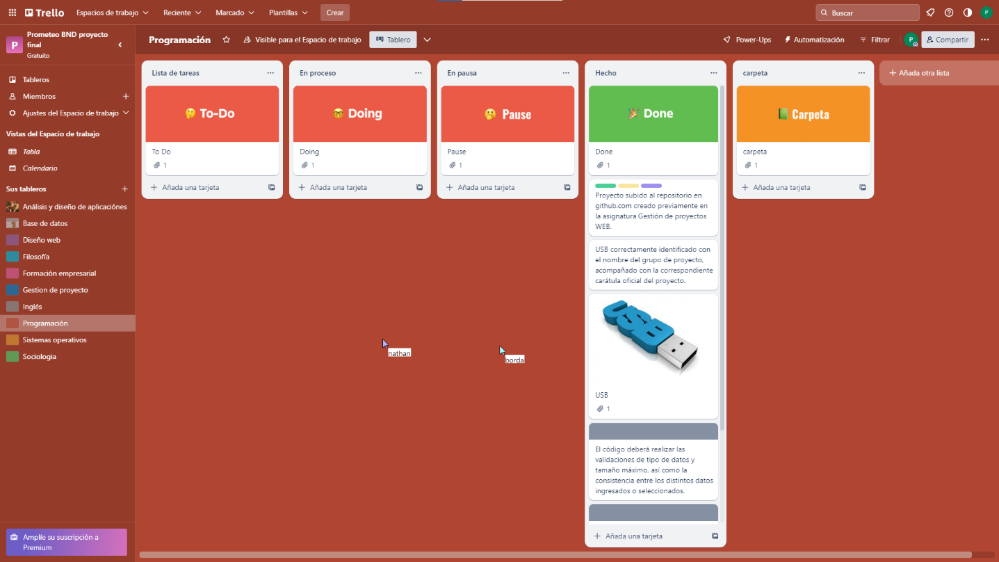 Trello
Espacios de trabajo
Reciente
Marcado
Plantillas
Crear
Buscar
P
P
Prometeo BND proyecto
final
Gratuito
Programación
Visible para el Espacio de trabajo
Tablero
Power-Ups
Automatización
Filtrar
P
Compartir
Tableros
Miembros
Ajustes del Espacio de trabajo
Vistas del Espacio de trabajo
Tabla
Calendario
Sus tableros
Análisis y diseño de aplicaciónes
Base de datos
Diseño web
Filosofía
Formación empresarial
Gestion de proyecto
Inglés
Programación
Sistemas operativos
Sociologia
Amplíe su suscripción a
Premium
Lista de tareas
To-Do
To Do
1
Añada una tarjeta
En proceso
Doing
Doing
1
Añada una tarjeta
En pausa
Pause
Pause
1
Añada una tarjeta
Hecho
Done
Done
1
Proyecto subido al repositorio en
github.com creado previamente en
la asignatura Gestión de proyectos
WEB.
USB correctamente identificado con
el nombre del grupo de proyecto,
acompañado con la correspondiente
carátula oficial del proyecto.
USB
USB
1
El código deberá realizar las
validaciones de tipo de datos y
tamaño máximo, así como la
consistencia entre los distintos datos
ingresados o seleccionados.
Añada una tarjeta
carpeta
Carpeta
carpeta
1
Añada una tarjeta
Añada otra lista
nathan
borda